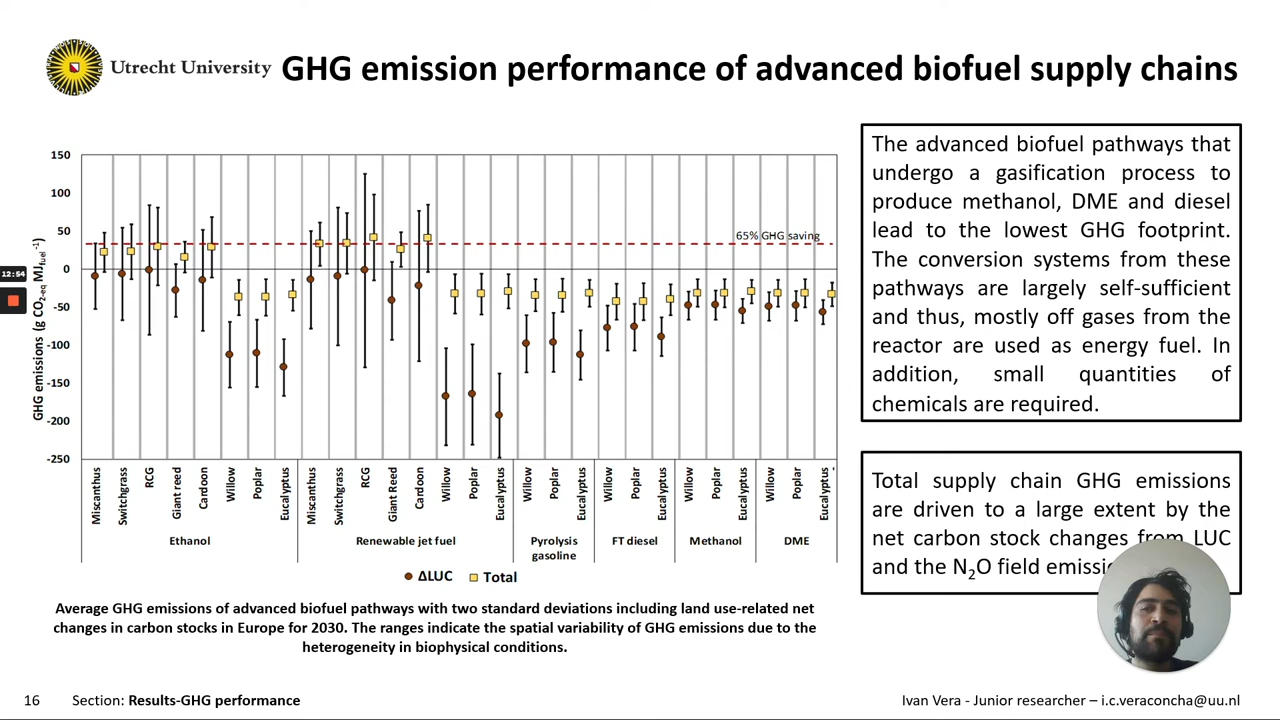 Utrecht University
GHG emission performance of advanced biofuel supply chains
150
100
50
0
-50
-100
-150
-200
-250
GHG emissions (g CO2-eq MJfuel-1)
65% GHG saving
Miscanthus
Switchgrass
RCG
Giant reed
Cardoon
Willow
Poplar
Eucalyptus
Miscanthus
Switchgrass
RCG
Giant Reed
Cardoon
Willow
Poplar
Eucalyptus
Willow
Poplar
Eucalyptus
Willow
Poplar
Eucalyptus
Willow
Poplar
Eucalyptus
Willow
Poplar
Eucalyptus -
Ethanol
Renewable jet fuel
Pyrolysis
gasoline
FT diesel
Methanol
DME
ΔLUC
Total
Average GHG emissions of advanced biofuel pathways with two standard deviations including land use-related net
changes in carbon stocks in Europe for 2030. The ranges indicate the spatial variability of GHG emissions due to the
heterogeneity in biophysical conditions.
The advanced biofuel pathways that
undergo a gasification process to
produce methanol, DME and diesel
lead to the lowest GHG footprint.
The conversion systems from these
pathways are largely self-sufficient
and thus, mostly off gases from the
reactor are used as energy fuel. In
addition, small quantities of
chemicals are required.
Total supply chain GHG emissions
are driven to a large extent by the
net carbon stock changes from LUC
and the N2O field
12:54
16
Section: Results-GHG performance
Ivan Vera - Junior researcher – i.c.veraconcha@uu.nl